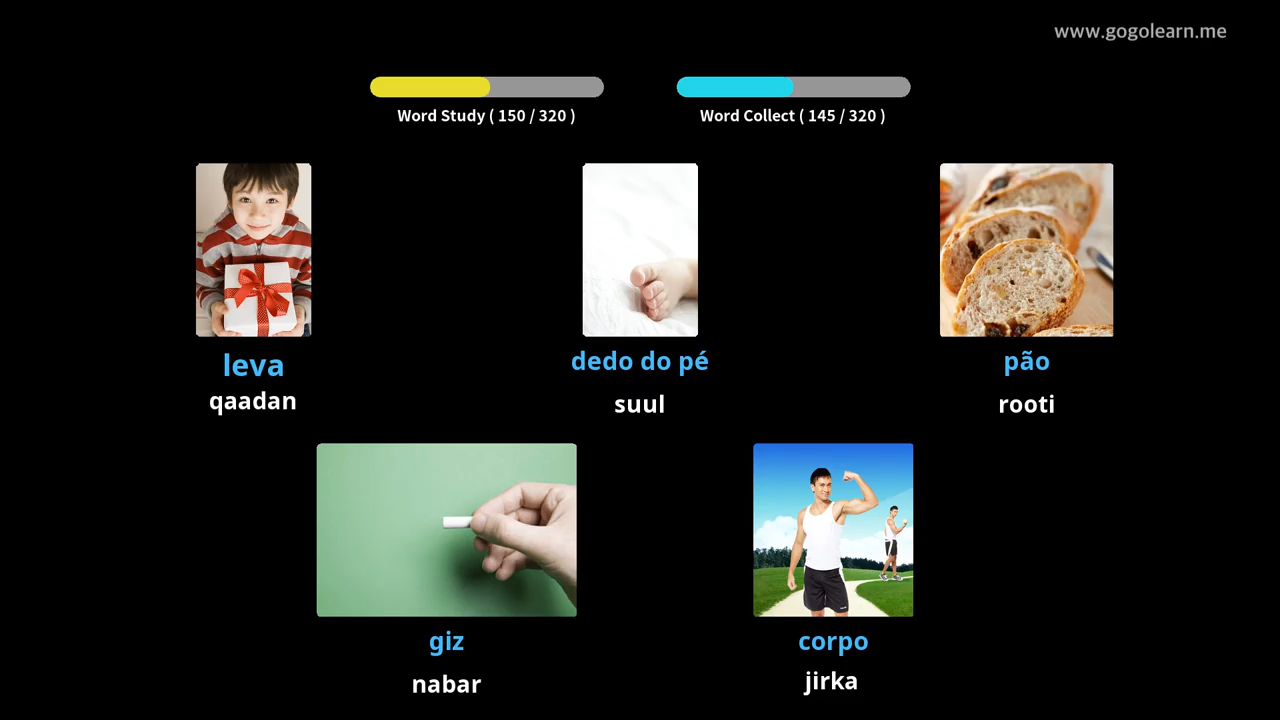 www.gogolearn.me
Word Study ( 150 / 320 )
Word Collect ( 145 / 320 )
leva
qaadan
dedo do pé
suul
pão
rooti
giz
nabar
corpo
jirka